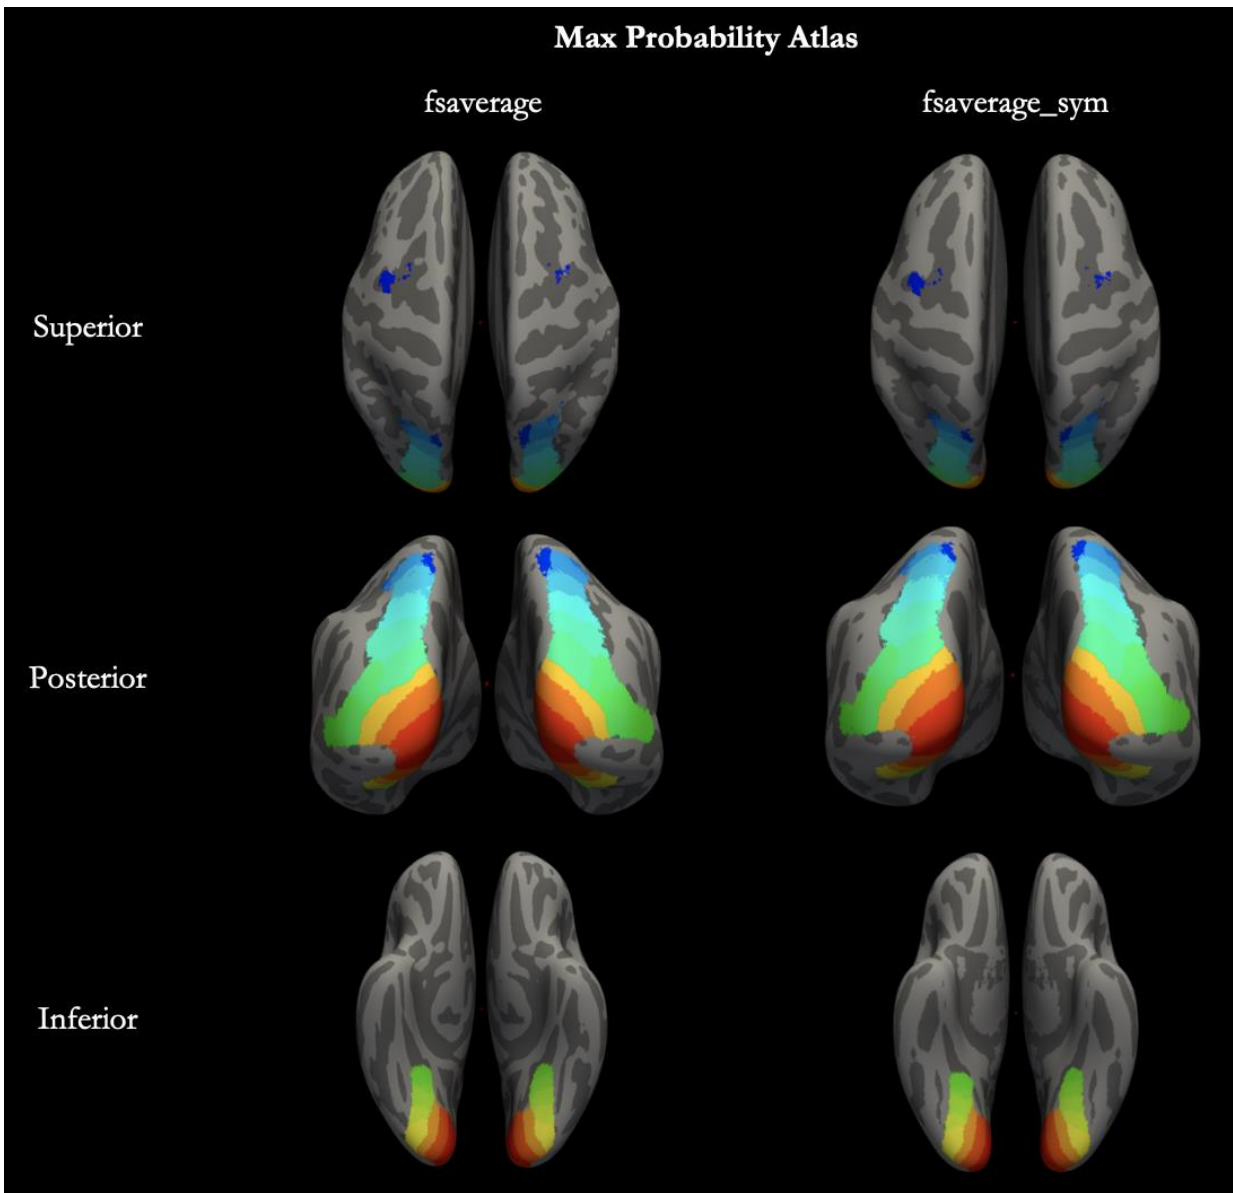 Max Probability Atlas
fsaverage
fsaverage_sym
Superior
Posterior
Inferior